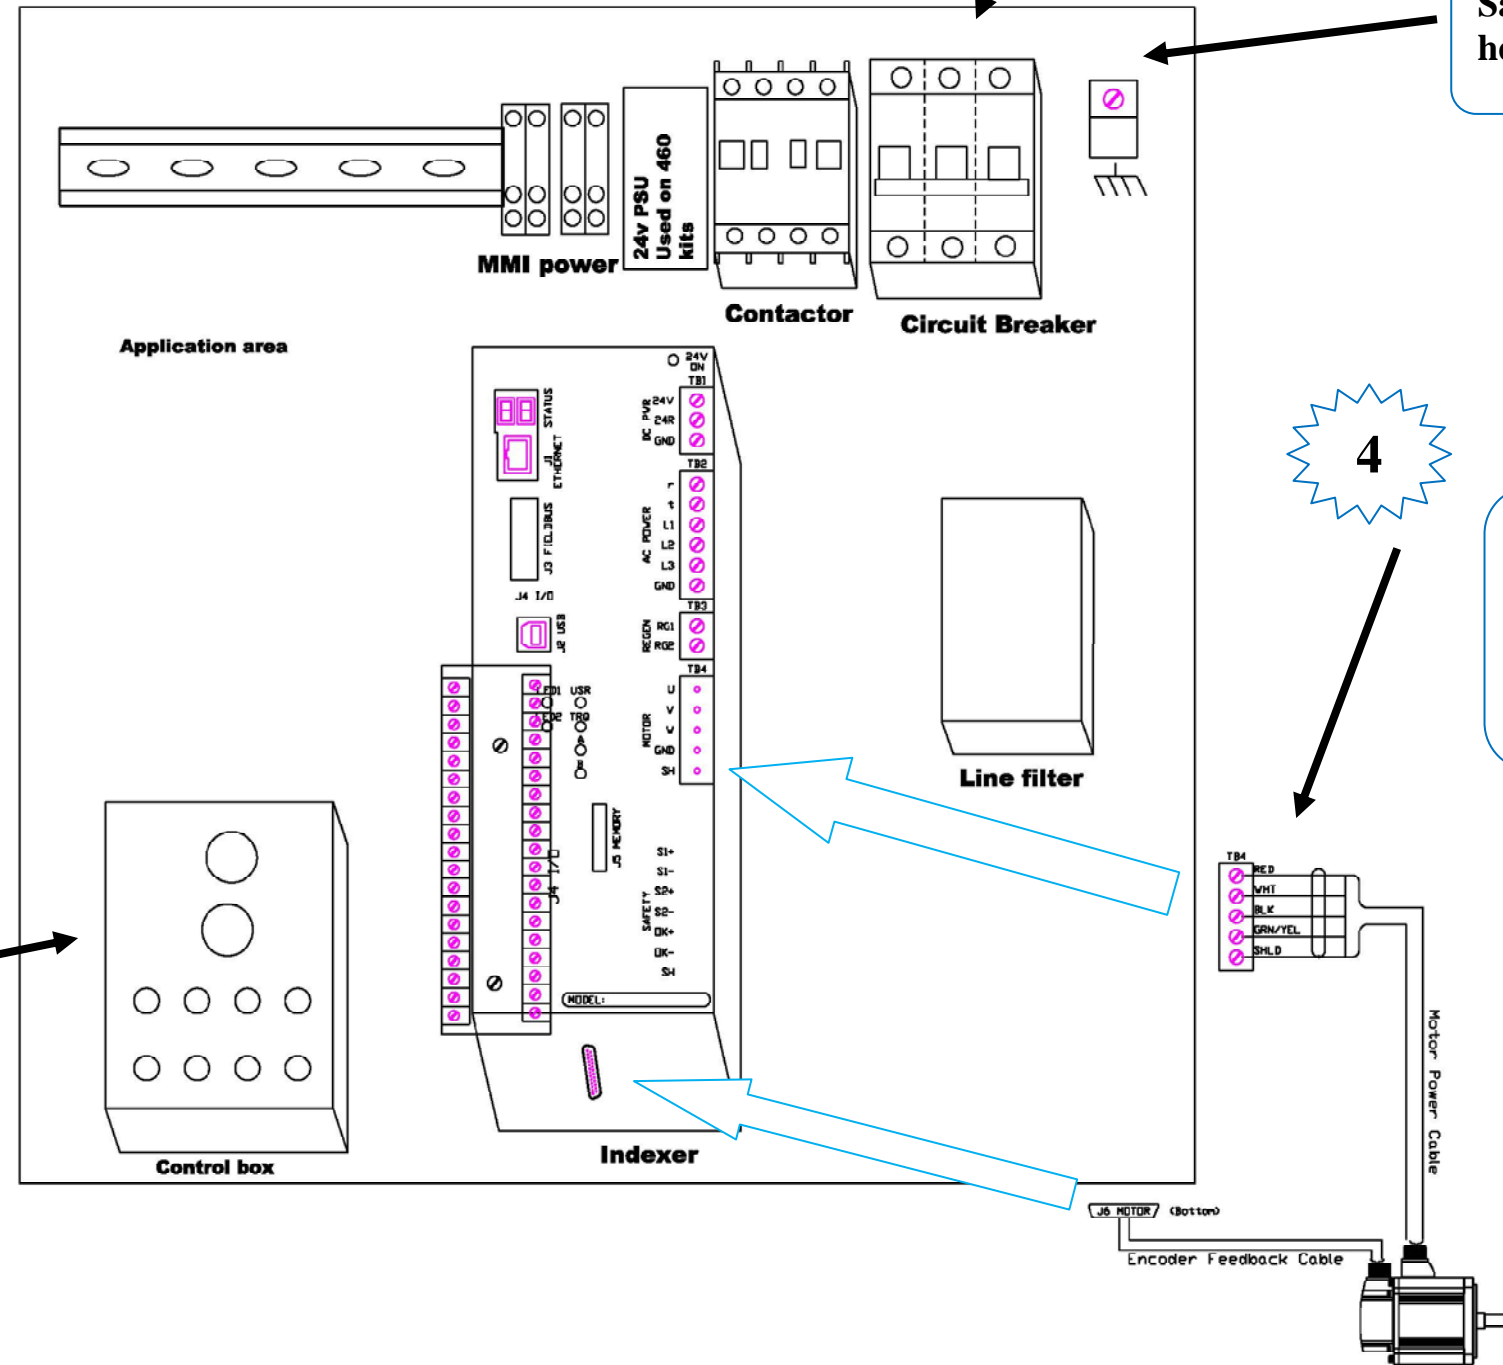 Sa
he
24v PSU
Used on 460
kits
MMI power
Contactor
Circuit Breaker
Application area
24V
ON
TB1
STATUS
J1
ETHERNET
DC PWR
24V
24R
GND
TB2
AC POWER
r
t
L1
L2
L3
GND
J3 FIELDBUS
J4 I/O
J2 USB
TB3
REGEN
RG1
RG2
TB4
MOTOR
U
V
W
GND
SH
LED1 USR
LED2 TRQ
A
B
J5 MEMORY
J4 I/O
SAFETY
S1+
S1-
S2+
S2-
OK+
OK-
SH
MODEL:
Line filter
4
TB4
RED
WHT
BLK
GRN/YEL
SHLD
Motor Power Cable
Control box
Indexer
J6 MOTOR (Bottom)
Encoder Feedback Cable